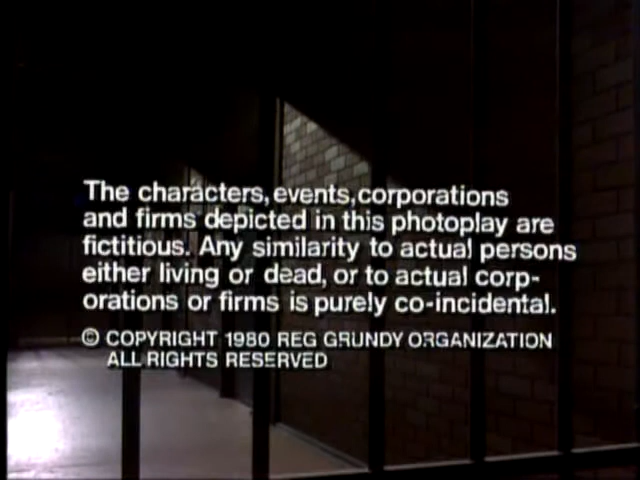 The characters, events, corporations
and firms depicted in this photoplay are
fictitious. Any similarity to actual persons
either living or dead, or to actual corp-
orations or firms is purely co-incidental.
© COPYRIGHT 1980 REG GRUNDY ORGANIZATION
ALL RIGHTS RESERVED